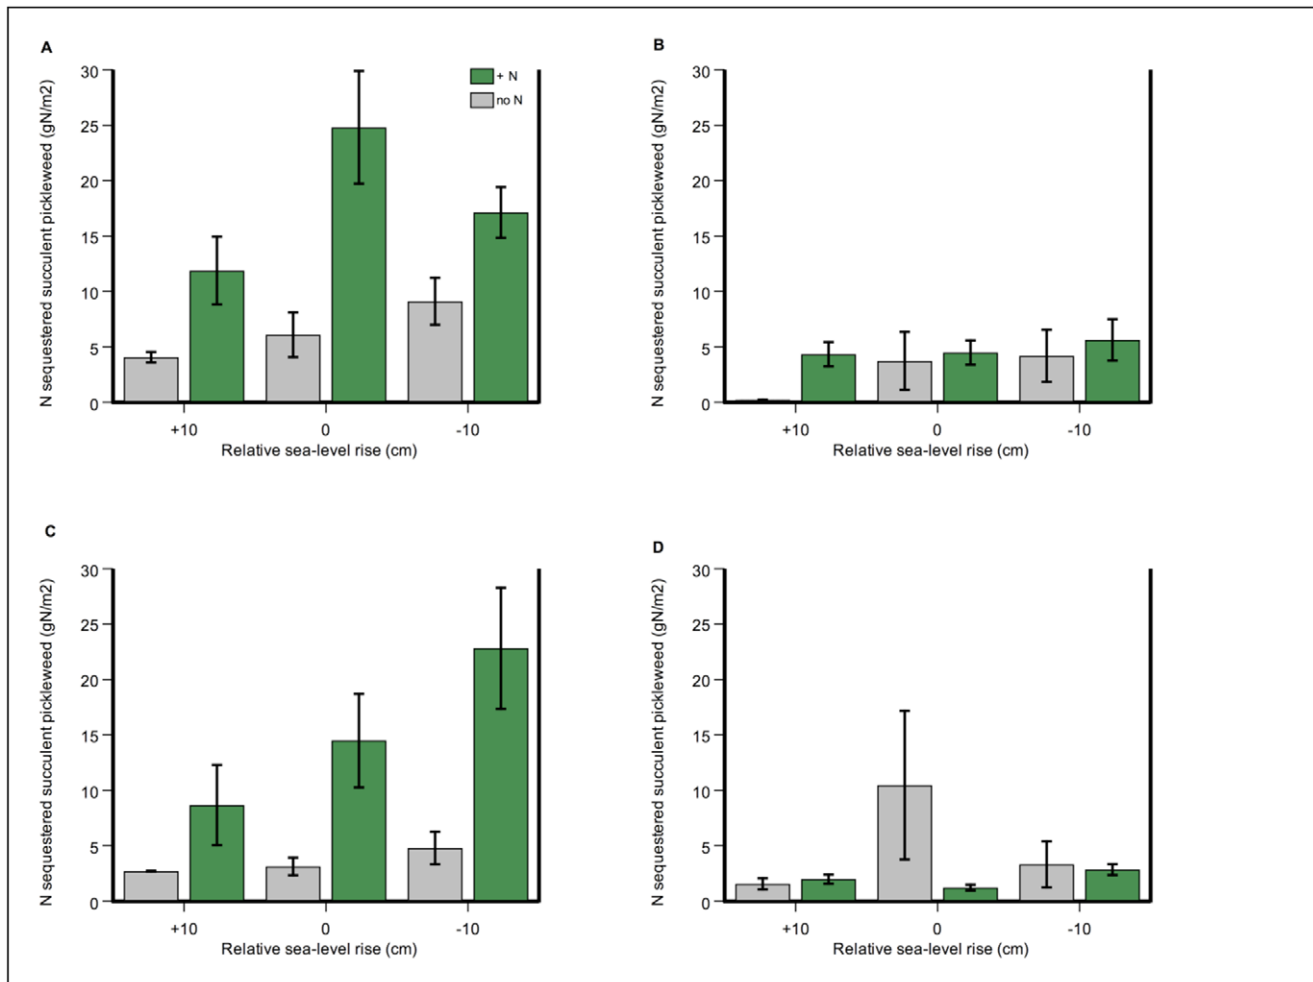 A
N sequestered succulent pickleweed (gN/m2)
30
25
20
15
10
5
0
+ N
no N
+10
0
-10
Relative sea-level rise (cm)
B
N sequestered succulent pickleweed (gN/m2)
30
25
20
15
10
5
0
+10
0
-10
Relative sea-level rise (cm)
C
N sequestered succulent pickleweed (gN/m2)
30
25
20
15
10
5
0
+10
0
-10
Relative sea-level rise (cm)
D
N sequestered succulent pickleweed (gN/m2)
30
25
20
15
10
5
0
+10
0
-10
Relative sea-level rise (cm)